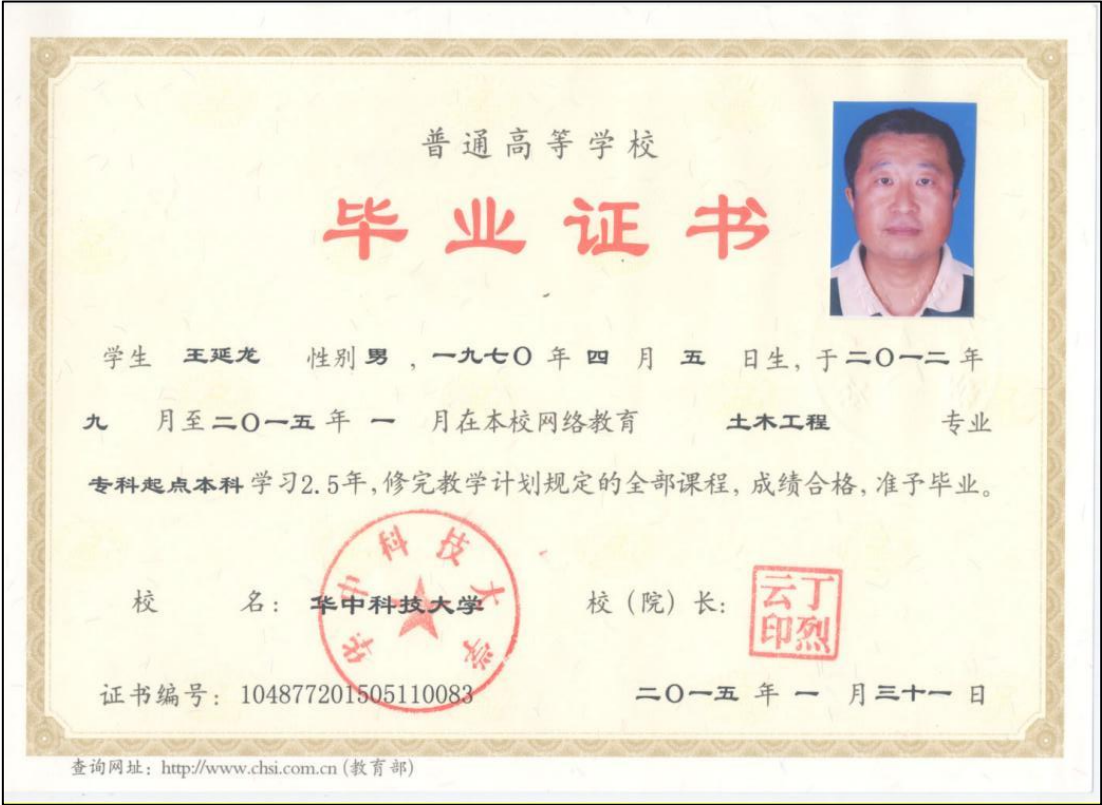 普通高等学校
毕业证书
学生 王延龙 性别 男 , 一九七〇 年 四 月 五 日生, 于 二〇一二 年
九 月至 二〇一五 年 一 月在本校网络教育 土木工程 专业
专科起点本科 学习2.5年, 修完教学计划规定的全部课程, 成绩合格, 准予毕业。
华中科技大学
校 名: 华中科技大学 校 (院) 长: 丁烈云印
证书编号: 104877201505110083 二〇一五 年 一 月 三十一 日
查询网址: http://www.chsi.com.cn (教育部)